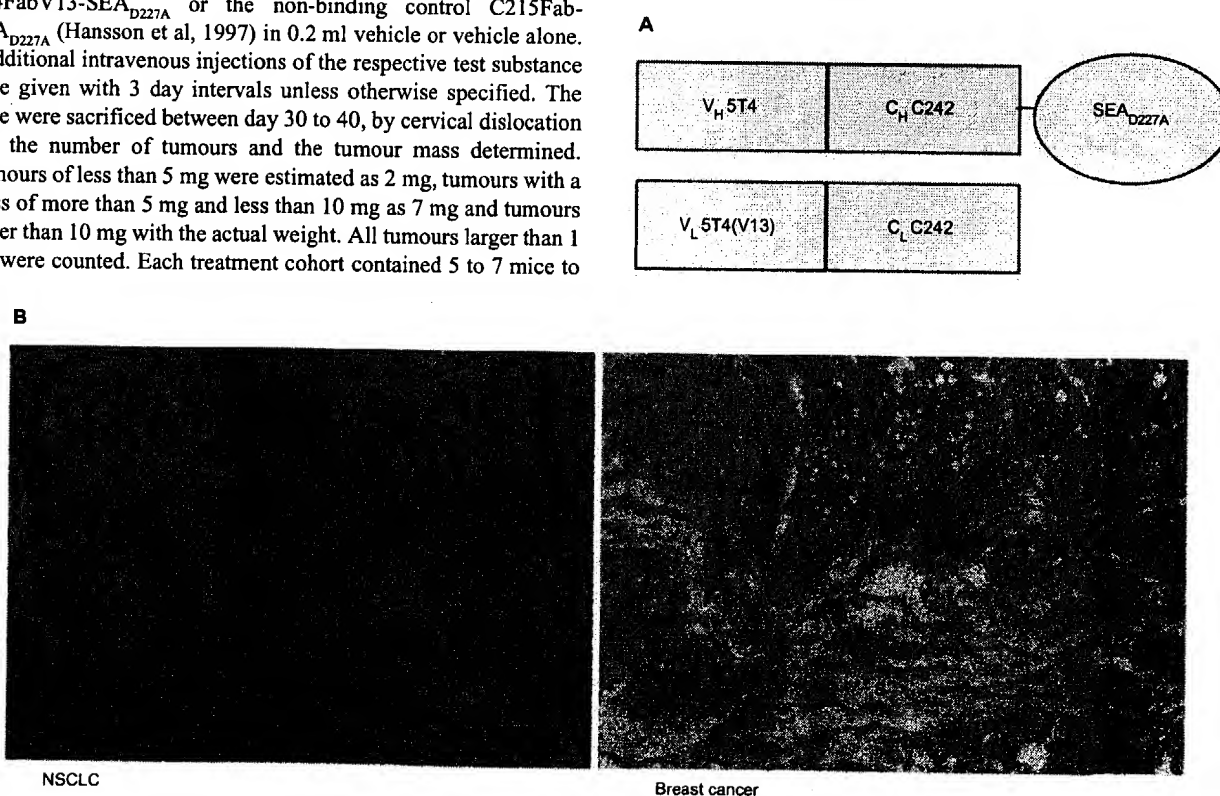 FabV13-SEA_D227A or the non-binding control C215Fab-
A_D227A (Hansson et al, 1997) in 0.2 ml vehicle or vehicle alone.
ditional intravenous injections of the respective test substance
e given with 3 day intervals unless otherwise specified. The
e were sacrificed between day 30 to 40, by cervical dislocation
the number of tumours and the tumour mass determined.
nours of less than 5 mg were estimated as 2 mg, tumours with a
s of more than 5 mg and less than 10 mg as 7 mg and tumours
er than 10 mg with the actual weight. All tumours larger than 1
were counted. Each treatment cohort contained 5 to 7 mice to
A
V_H 5T4
C_H C242
SEA_D227A
V_L 5T4(V13)
C_L C242
B
NSCLC
Breast cancer